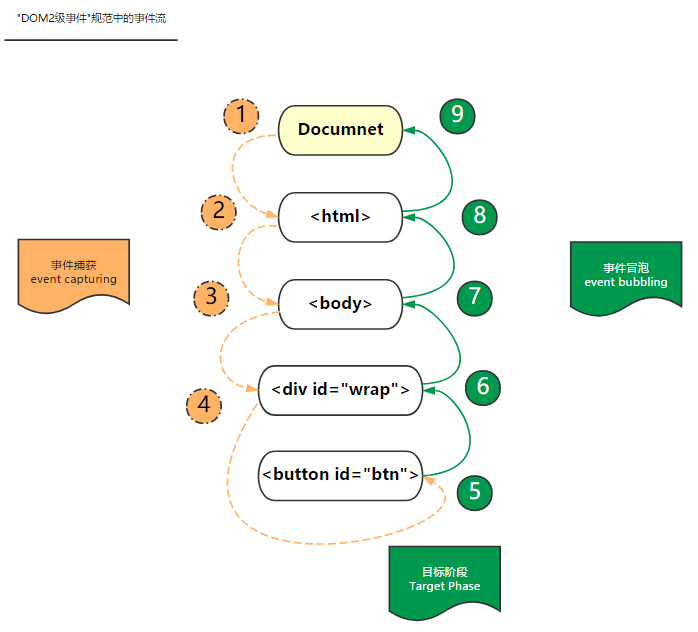 "DOM2级事件"规范中的事件流
1
Documnet
9
2
<html>
8
事件捕获
event capturing
3
<body>
7
事件冒泡
event bubbling
4
<div id="wrap">
6
<button id="btn">
5
目标阶段
Target Phase